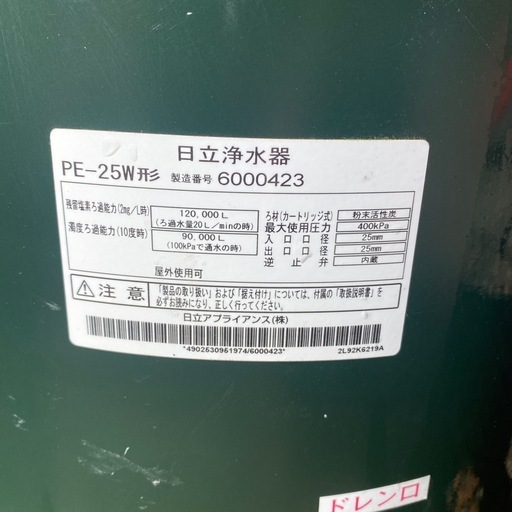 日立浄水器
PE-25W形 製造番号 6000423
残留塩素ろ過能力(2mg/L時) 120,000L
(ろ過水量20L/minの時)
濁度ろ過能力(10度時) 90,000L
(100kPaで通水の時)
屋外使用可
ろ材(カートリッジ式) 粉末活性炭
最大使用圧力 400kPa
入口口径 25mm
出口口径 25mm
逆止弁 内蔵
注意 「製品の取り扱い」および「据え付け」については、付属の「取扱説明書」を
必ずお読みになり、正しく行ってください。
日立アプライアンス(株)
*4902530951974/6000423* 2L92K6219A
ドレン口